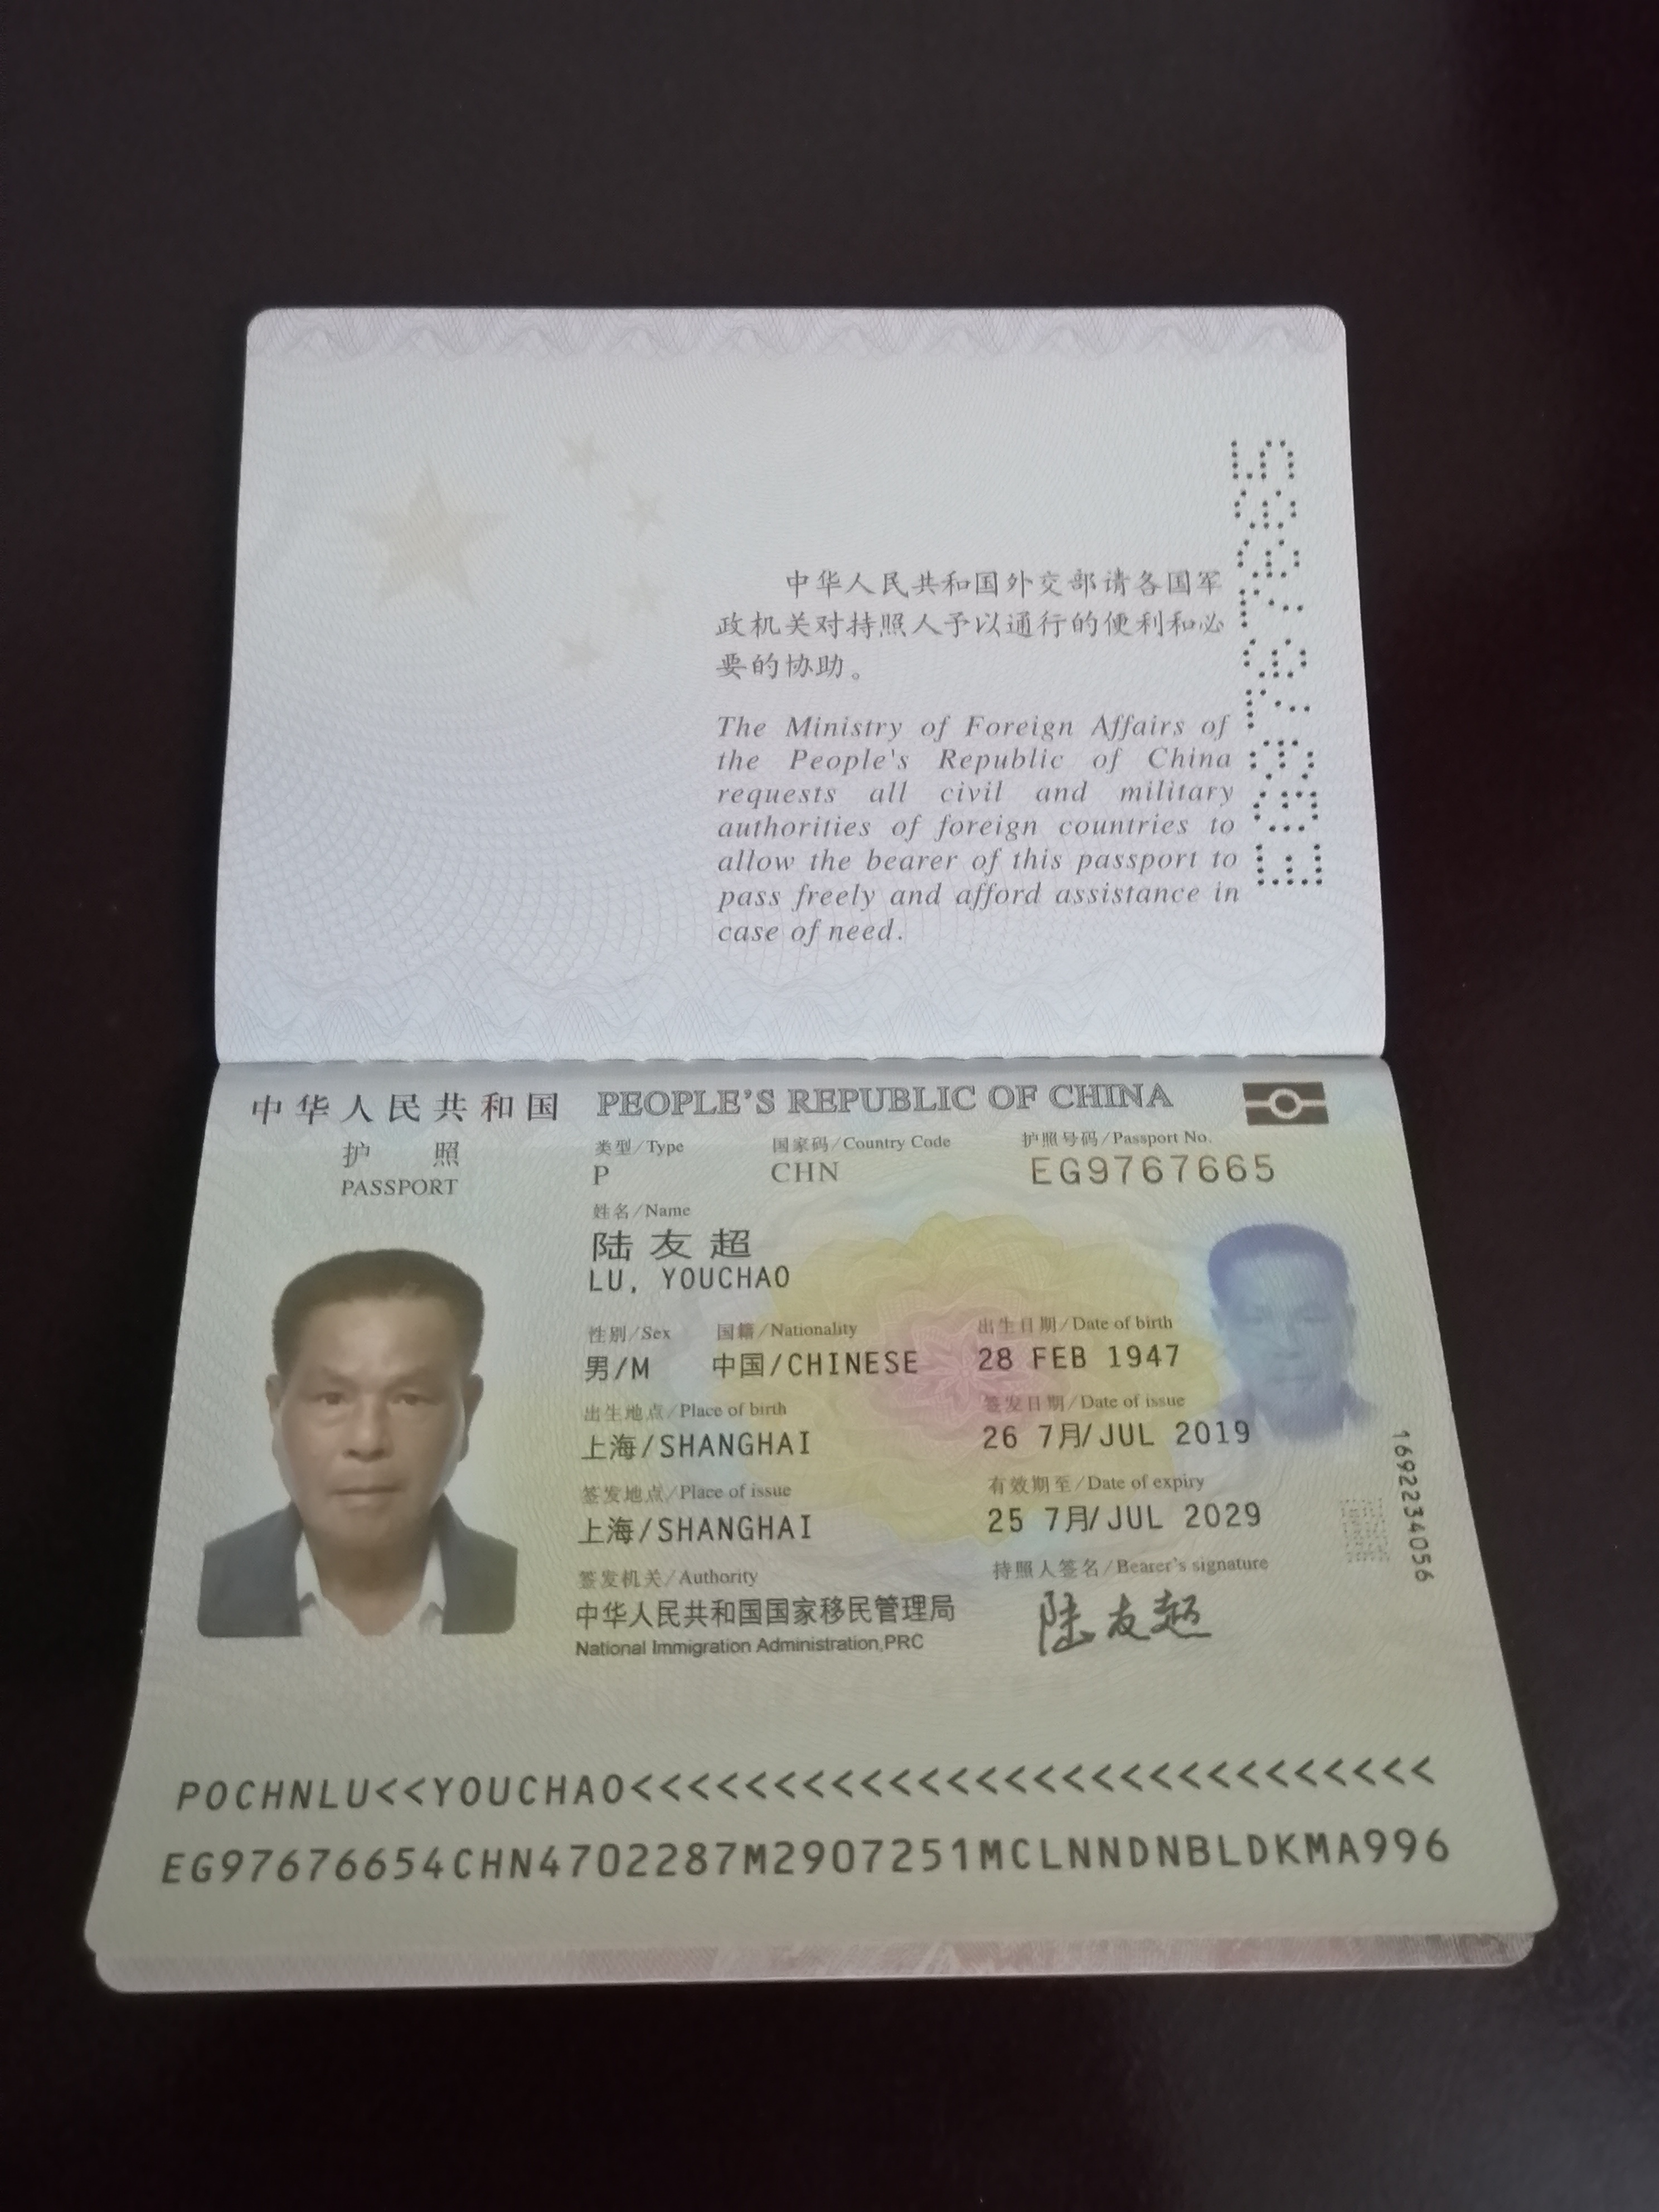 中华人民共和国外交部请各国军
政机关对持照人予以通行的便利和必
要的协助。
The Ministry of Foreign Affairs of
the People's Republic of China
requests all civil and military
authorities of foreign countries to
allow the bearer of this passport to
pass freely and afford assistance in
case of need.
EG9767665
中华人民共和国 PEOPLE'S REPUBLIC OF CHINA
护 照
PASSPORT
类型/Type 国家码/Country Code 护照号码/Passport No.
P CHN EG9767665
姓名/Name
陆友超
LU, YOUCHAO
性别/Sex 国籍/Nationality 出生日期/Date of birth
男/M 中国/CHINESE 28 FEB 1947
出生地点/Place of birth 签发日期/Date of issue
上海/SHANGHAI 26 7月/JUL 2019
签发地点/Place of issue 有效期至/Date of expiry
上海/SHANGHAI 25 7月/JUL 2029
签发机关/Authority 持照人签名/Bearer's signature
中华人民共和国国家移民管理局 陆友超
National Immigration Administration,PRC
1692234056
POCHNLU<<YOUCHAO<<<<<<<<<<<<<<<<<<<<<<<<<<<<
EG97676654CHN4702287M2907251MCLNNDNBLDKMA996